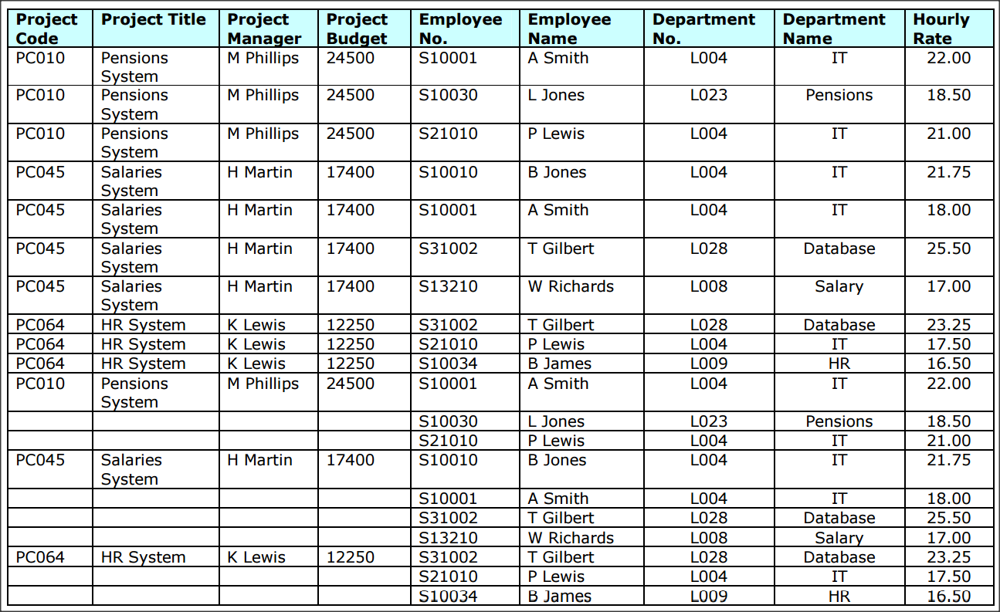 Project Code Project Title Project Manager Project Budget Employee No. Employee Name Department No. Department Name Hourly Rate
PC010 Pensions System M Phillips 24500 S10001 A Smith L004 IT 22.00
PC010 Pensions System M Phillips 24500 S10030 L Jones L023 Pensions 18.50
PC010 Pensions System M Phillips 24500 S21010 P Lewis L004 IT 21.00
PC045 Salaries System H Martin 17400 S10010 B Jones L004 IT 21.75
PC045 Salaries System H Martin 17400 S10001 A Smith L004 IT 18.00
PC045 Salaries System H Martin 17400 S31002 T Gilbert L028 Database 25.50
PC045 Salaries System H Martin 17400 S13210 W Richards L008 Salary 17.00
PC064 HR System K Lewis 12250 S31002 T Gilbert L028 Database 23.25
PC064 HR System K Lewis 12250 S21010 P Lewis L004 IT 17.50
PC064 HR System K Lewis 12250 S10034 B James L009 HR 16.50
PC010 Pensions System M Phillips 24500 S10001 A Smith L004 IT 22.00
S10030 L Jones L023 Pensions 18.50
S21010 P Lewis L004 IT 21.00
PC045 Salaries System H Martin 17400 S10010 B Jones L004 IT 21.75
S10001 A Smith L004 IT 18.00
S31002 T Gilbert L028 Database 25.50
S13210 W Richards L008 Salary 17.00
PC064 HR System K Lewis 12250 S31002 T Gilbert L028 Database 23.25
S21010 P Lewis L004 IT 17.50
S10034 B James L009 HR 16.50